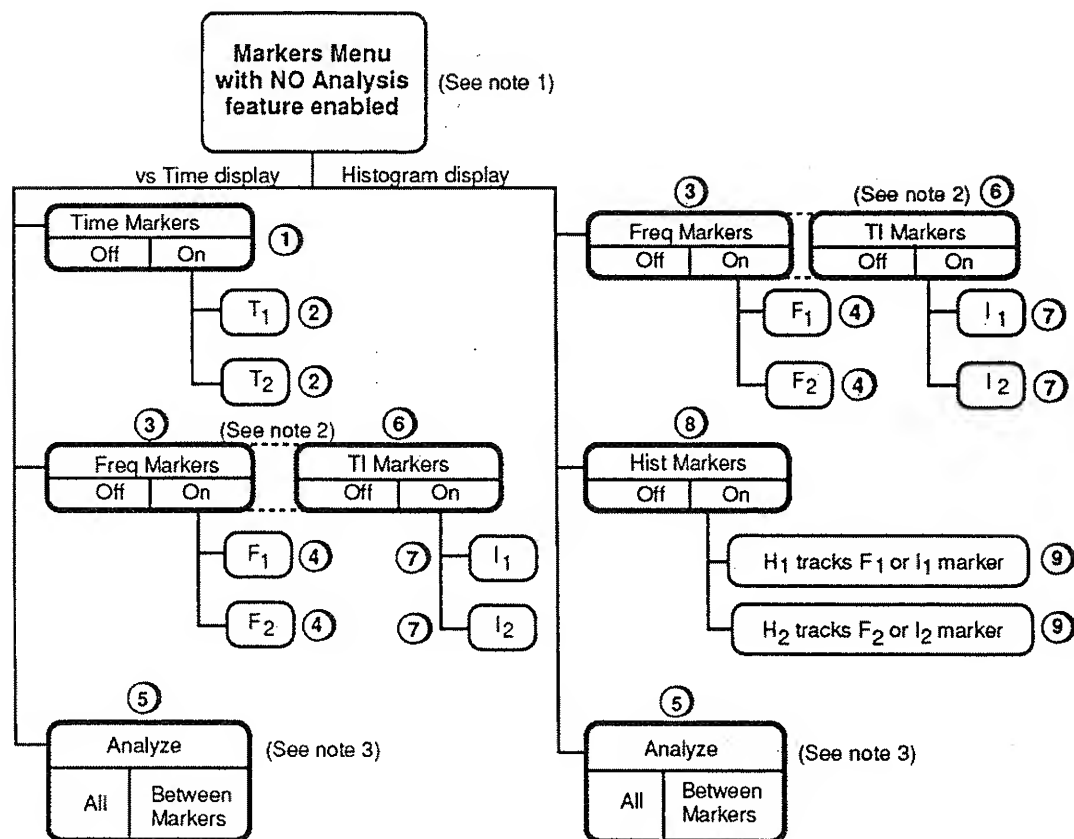 Markers Menu
with NO Analysis
feature enabled
(See note 1)
vs Time display
Histogram display
Time Markers
Off On
1
T1
2
T2
2
3
(See note 2)
6
Freq Markers
Off On
TI Markers
Off On
F1
4
F2
4
7
I1
7
I2
5
Analyze
All
Between
Markers
(See note 3)
3
(See note 2)
6
Freq Markers
Off On
TI Markers
Off On
F1
4
I1
7
F2
4
I2
7
8
Hist Markers
Off On
H1 tracks F1 or I1 marker
9
H2 tracks F2 or I2 marker
9
5
Analyze
All
Between
Markers
(See note 3)